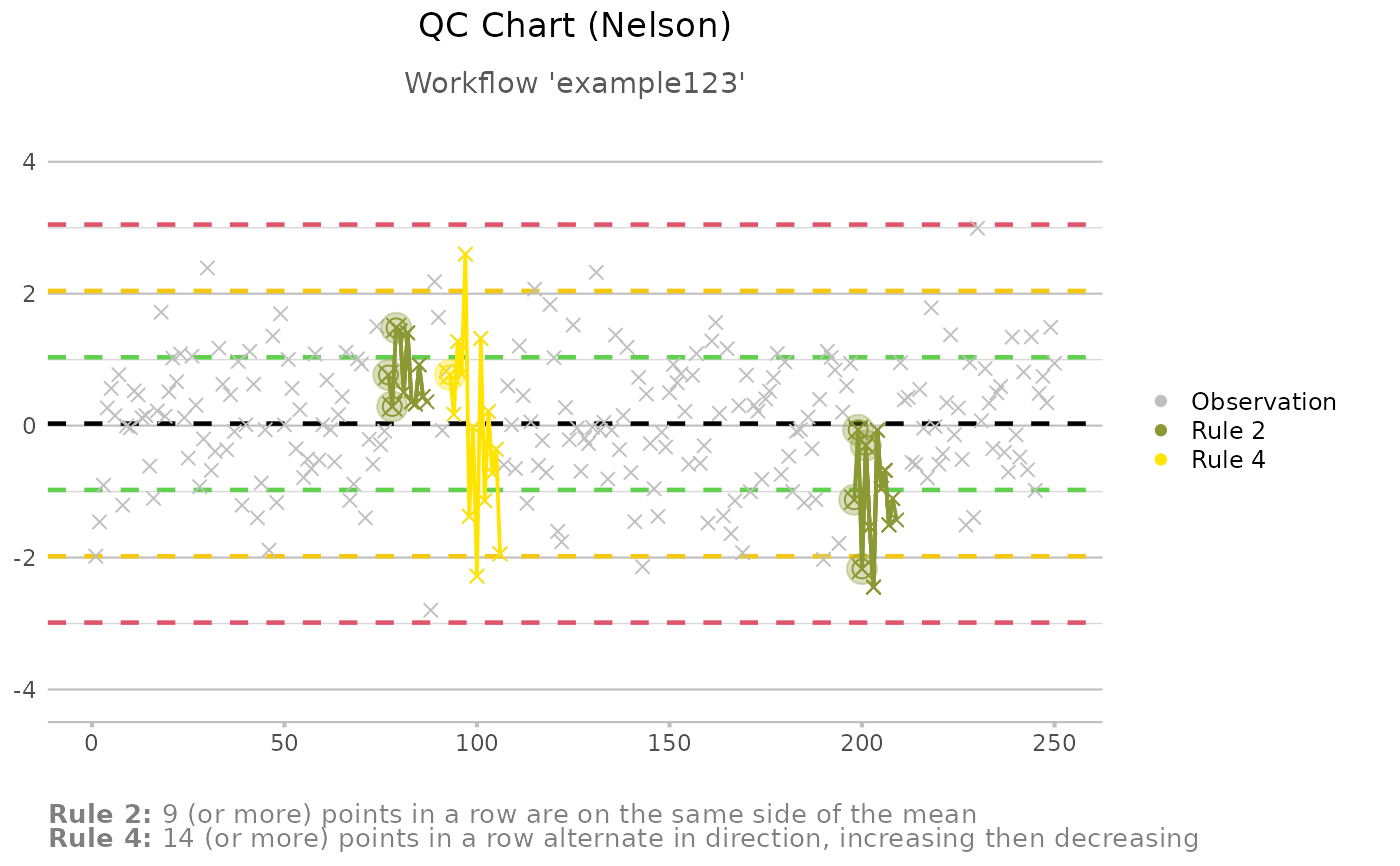 QC Chart (Nelson)
Workflow 'example123'
4
2
0
-2
-4
0 50 100 150 200 250
Observation
Rule 2
Rule 4
Rule 2: 9 (or more) points in a row are on the same side of the mean
Rule 4: 14 (or more) points in a row alternate in direction, increasing then decreasing